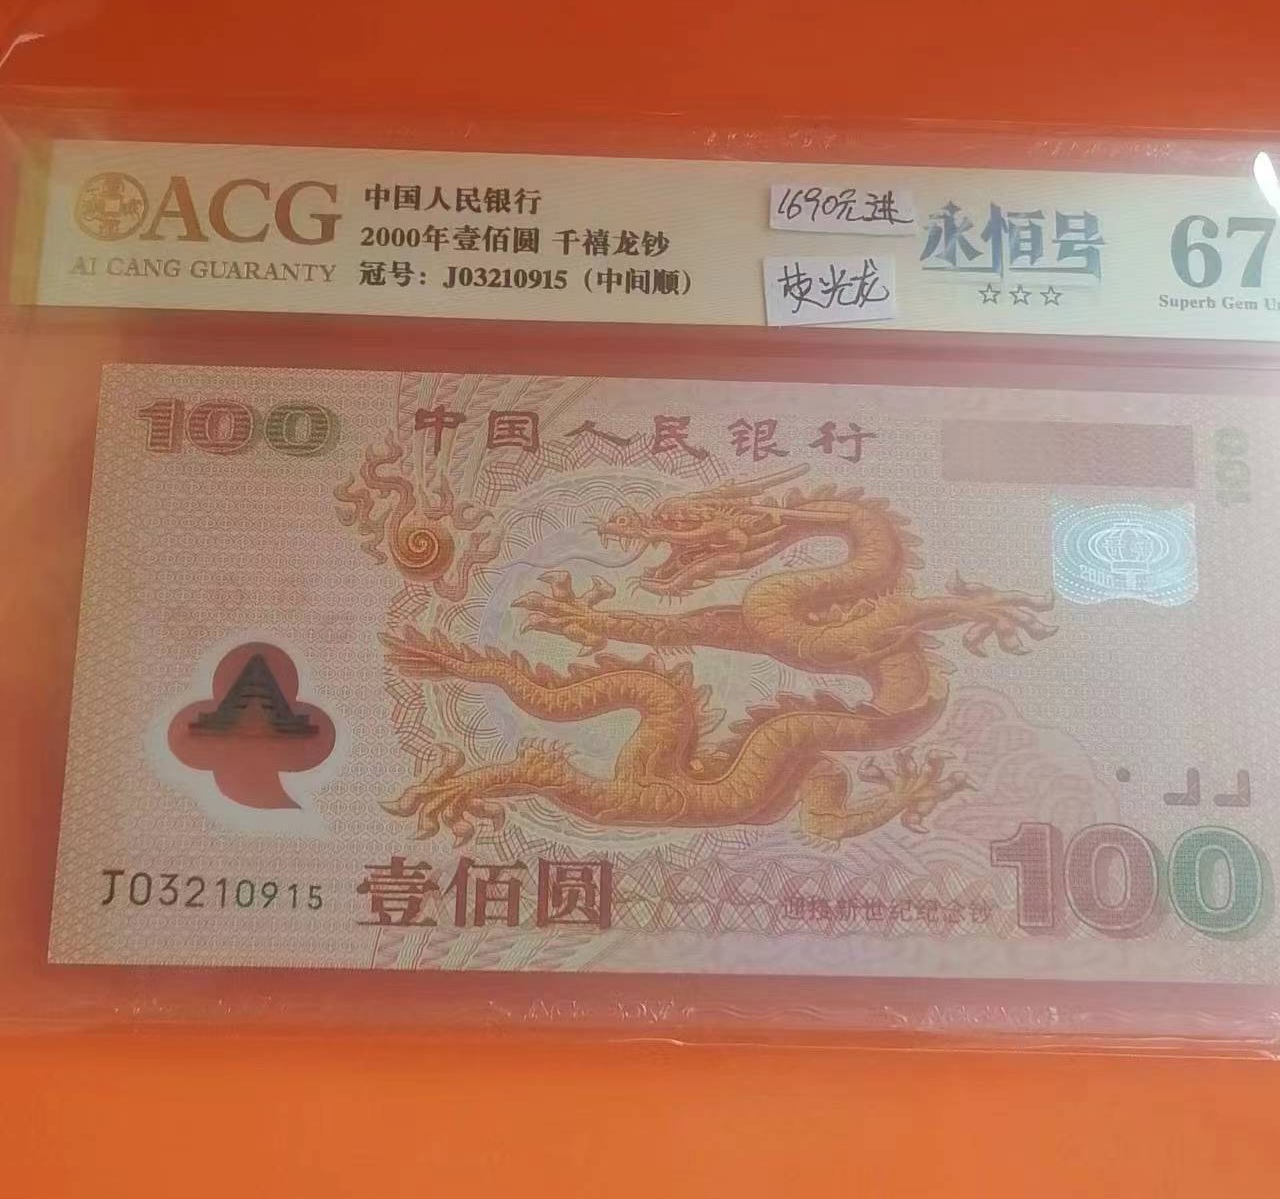 ACG
AI CANG GUARANTY
中国人民银行
2000年壹佰圆 千禧龙钞
冠号：J03210915（中间顺）
1690元进
荧光龙
永恒号
☆☆☆
67
Superb Gem U
100
中国人民银行
100
2000
J03210915
壹佰圆
迎接新世纪纪念钞
100